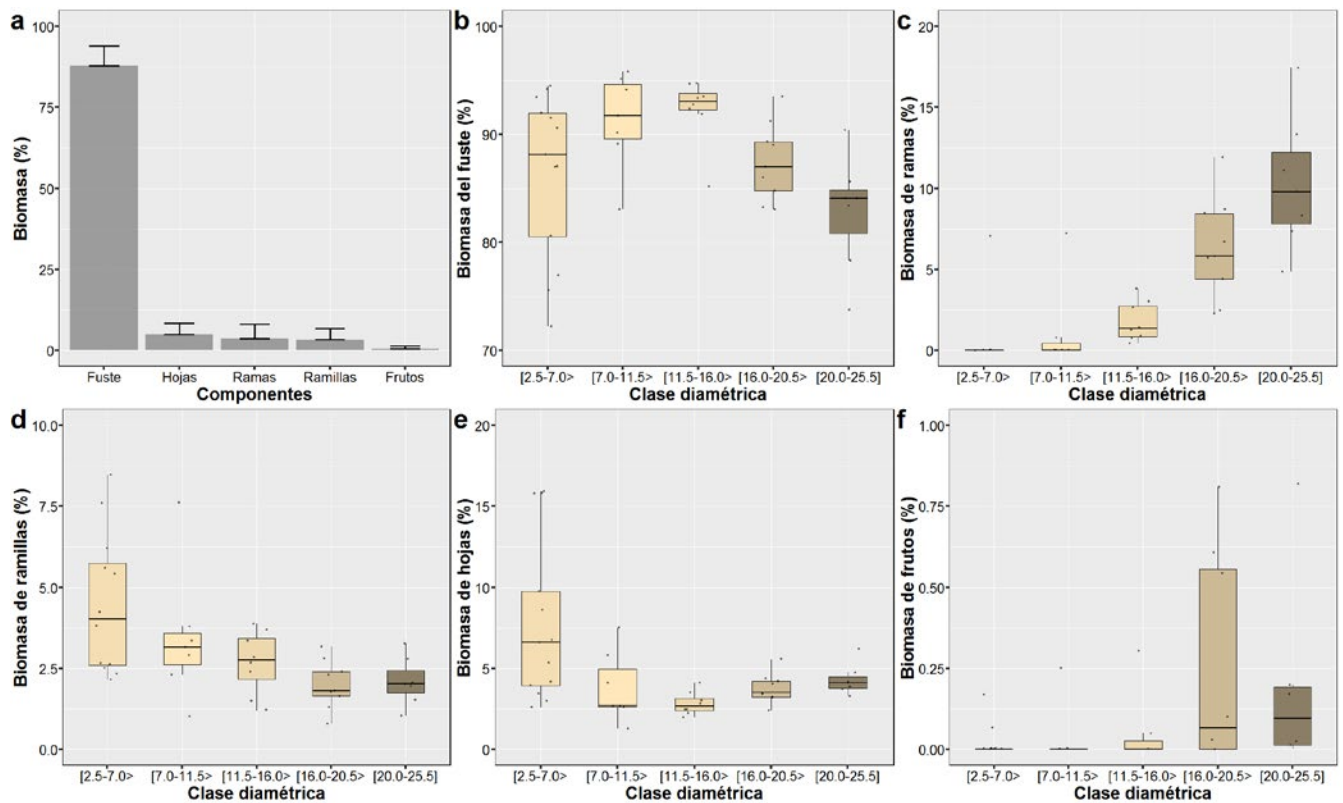 a
100
75
50
25
0
Biomasa (%)
Fuste Hojas Ramas Ramillas Frutos
Componentes
b
100
90
80
70
Biomasa del fuste (%)
[2.5-7.0> [7.0-11.5> [11.5-16.0> [16.0-20.5> [20.0-25.5]
Clase diamétrica
c
20
15
10
5
0
Biomasa de ramas (%)
[2.5-7.0> [7.0-11.5> [11.5-16.0> [16.0-20.5> [20.0-25.5]
Clase diamétrica
d
10.0
7.5
5.0
2.5
0.0
Biomasa de ramillas (%)
[2.5-7.0> [7.0-11.5> [11.5-16.0> [16.0-20.5> [20.0-25.5]
Clase diamétrica
e
20
15
10
5
0
Biomasa de hojas (%)
[2.5-7.0> [7.0-11.5> [11.5-16.0> [16.0-20.5> [20.0-25.5]
Clase diamétrica
f
1.00
0.75
0.50
0.25
0.00
Biomasa de frutos (%)
[2.5-7.0> [7.0-11.5> [11.5-16.0> [16.0-20.5> [20.0-25.5]
Clase diamétrica